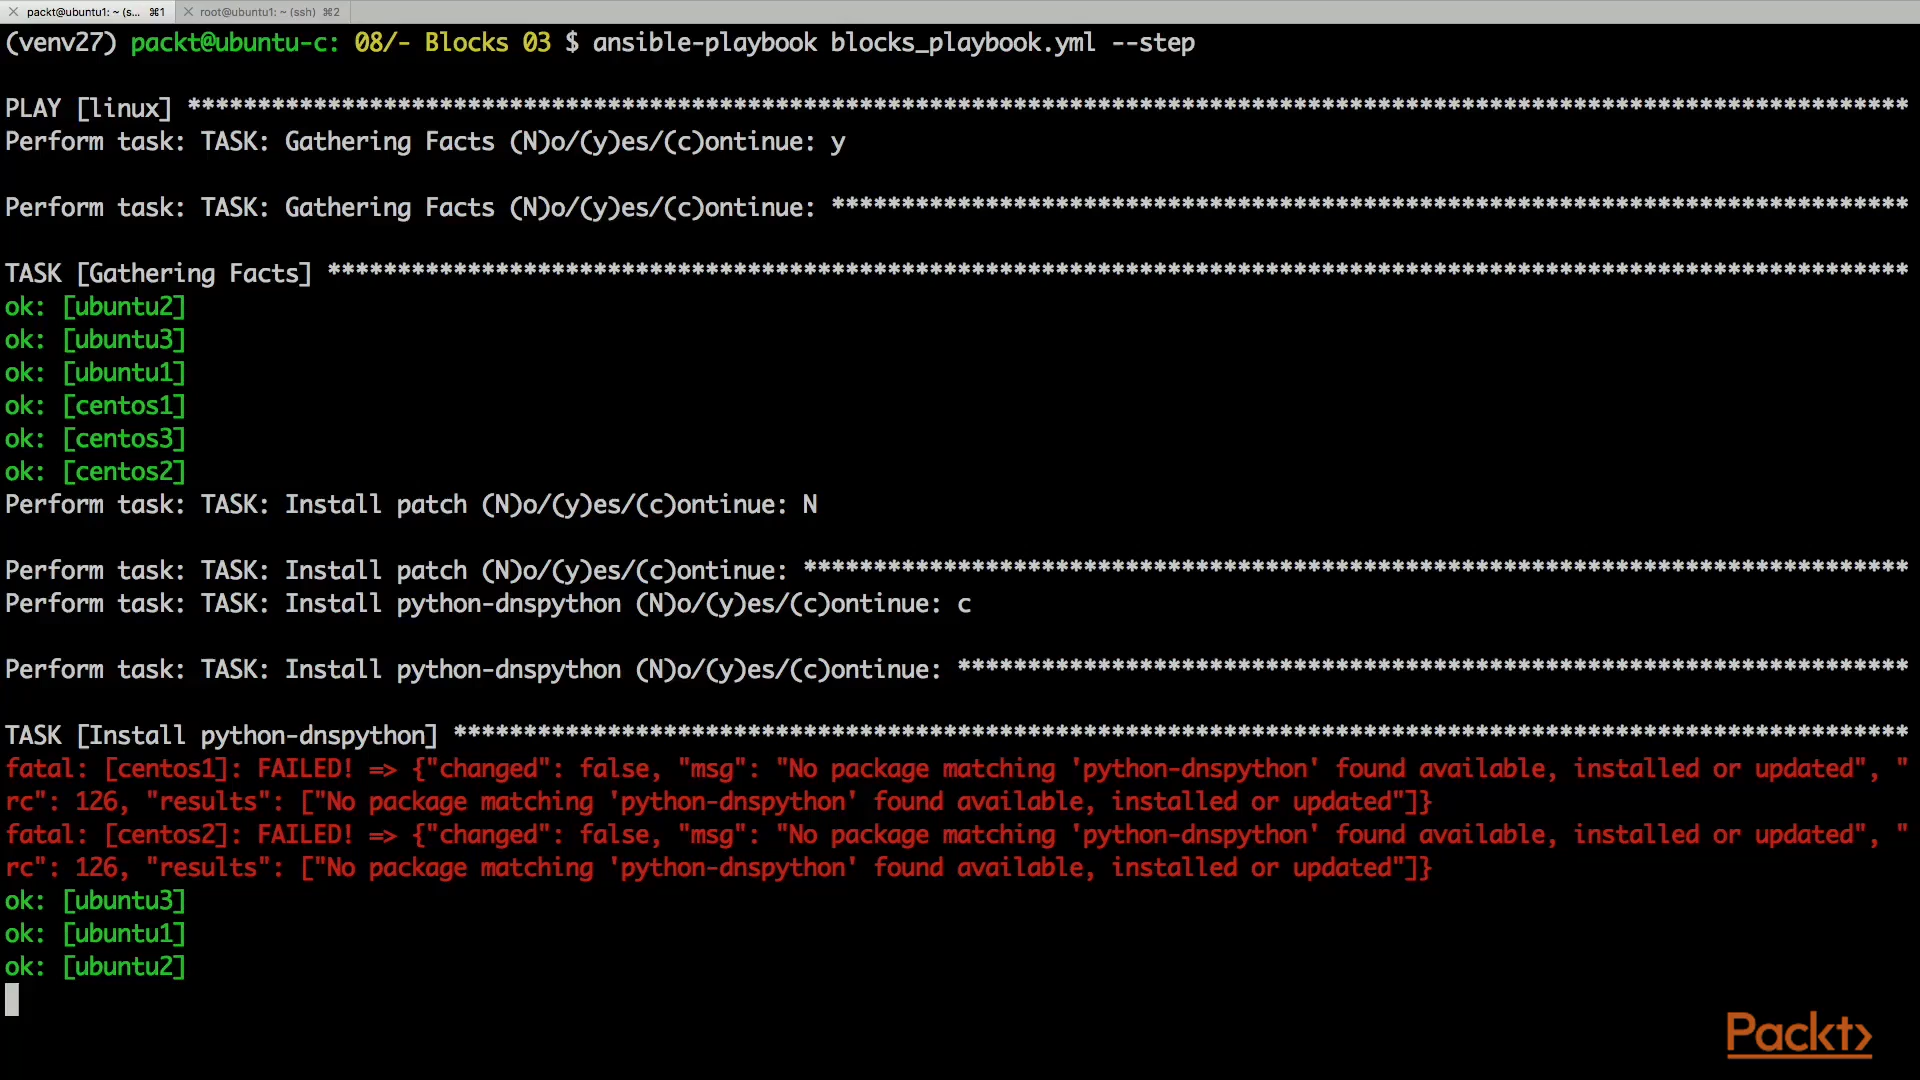 packt@ubuntu1: ~ (s... ⌘1 root@ubuntu1: ~ (ssh) ⌘2
(venv27) packt@ubuntu-c: 08/- Blocks 03 $ ansible-playbook blocks_playbook.yml --step
PLAY [linux] ***************************************************************************************************************************
Perform task: TASK: Gathering Facts (N)o/(y)es/(c)ontinue: y
Perform task: TASK: Gathering Facts (N)o/(y)es/(c)ontinue: *****************************************************************************
TASK [Gathering Facts] *****************************************************************************************************************
ok: [ubuntu2]
ok: [ubuntu3]
ok: [ubuntu1]
ok: [centos1]
ok: [centos3]
ok: [centos2]
Perform task: TASK: Install patch (N)o/(y)es/(c)ontinue: N
Perform task: TASK: Install patch (N)o/(y)es/(c)ontinue: *******************************************************************************
Perform task: TASK: Install python-dnspython (N)o/(y)es/(c)ontinue: c
Perform task: TASK: Install python-dnspython (N)o/(y)es/(c)ontinue: ********************************************************************
TASK [Install python-dnspython] ********************************************************************************************************
fatal: [centos1]: FAILED! => {"changed": false, "msg": "No package matching 'python-dnspython' found available, installed or updated", "
rc": 126, "results": ["No package matching 'python-dnspython' found available, installed or updated"]}
fatal: [centos2]: FAILED! => {"changed": false, "msg": "No package matching 'python-dnspython' found available, installed or updated", "
rc": 126, "results": ["No package matching 'python-dnspython' found available, installed or updated"]}
ok: [ubuntu3]
ok: [ubuntu1]
ok: [ubuntu2]
Packt>